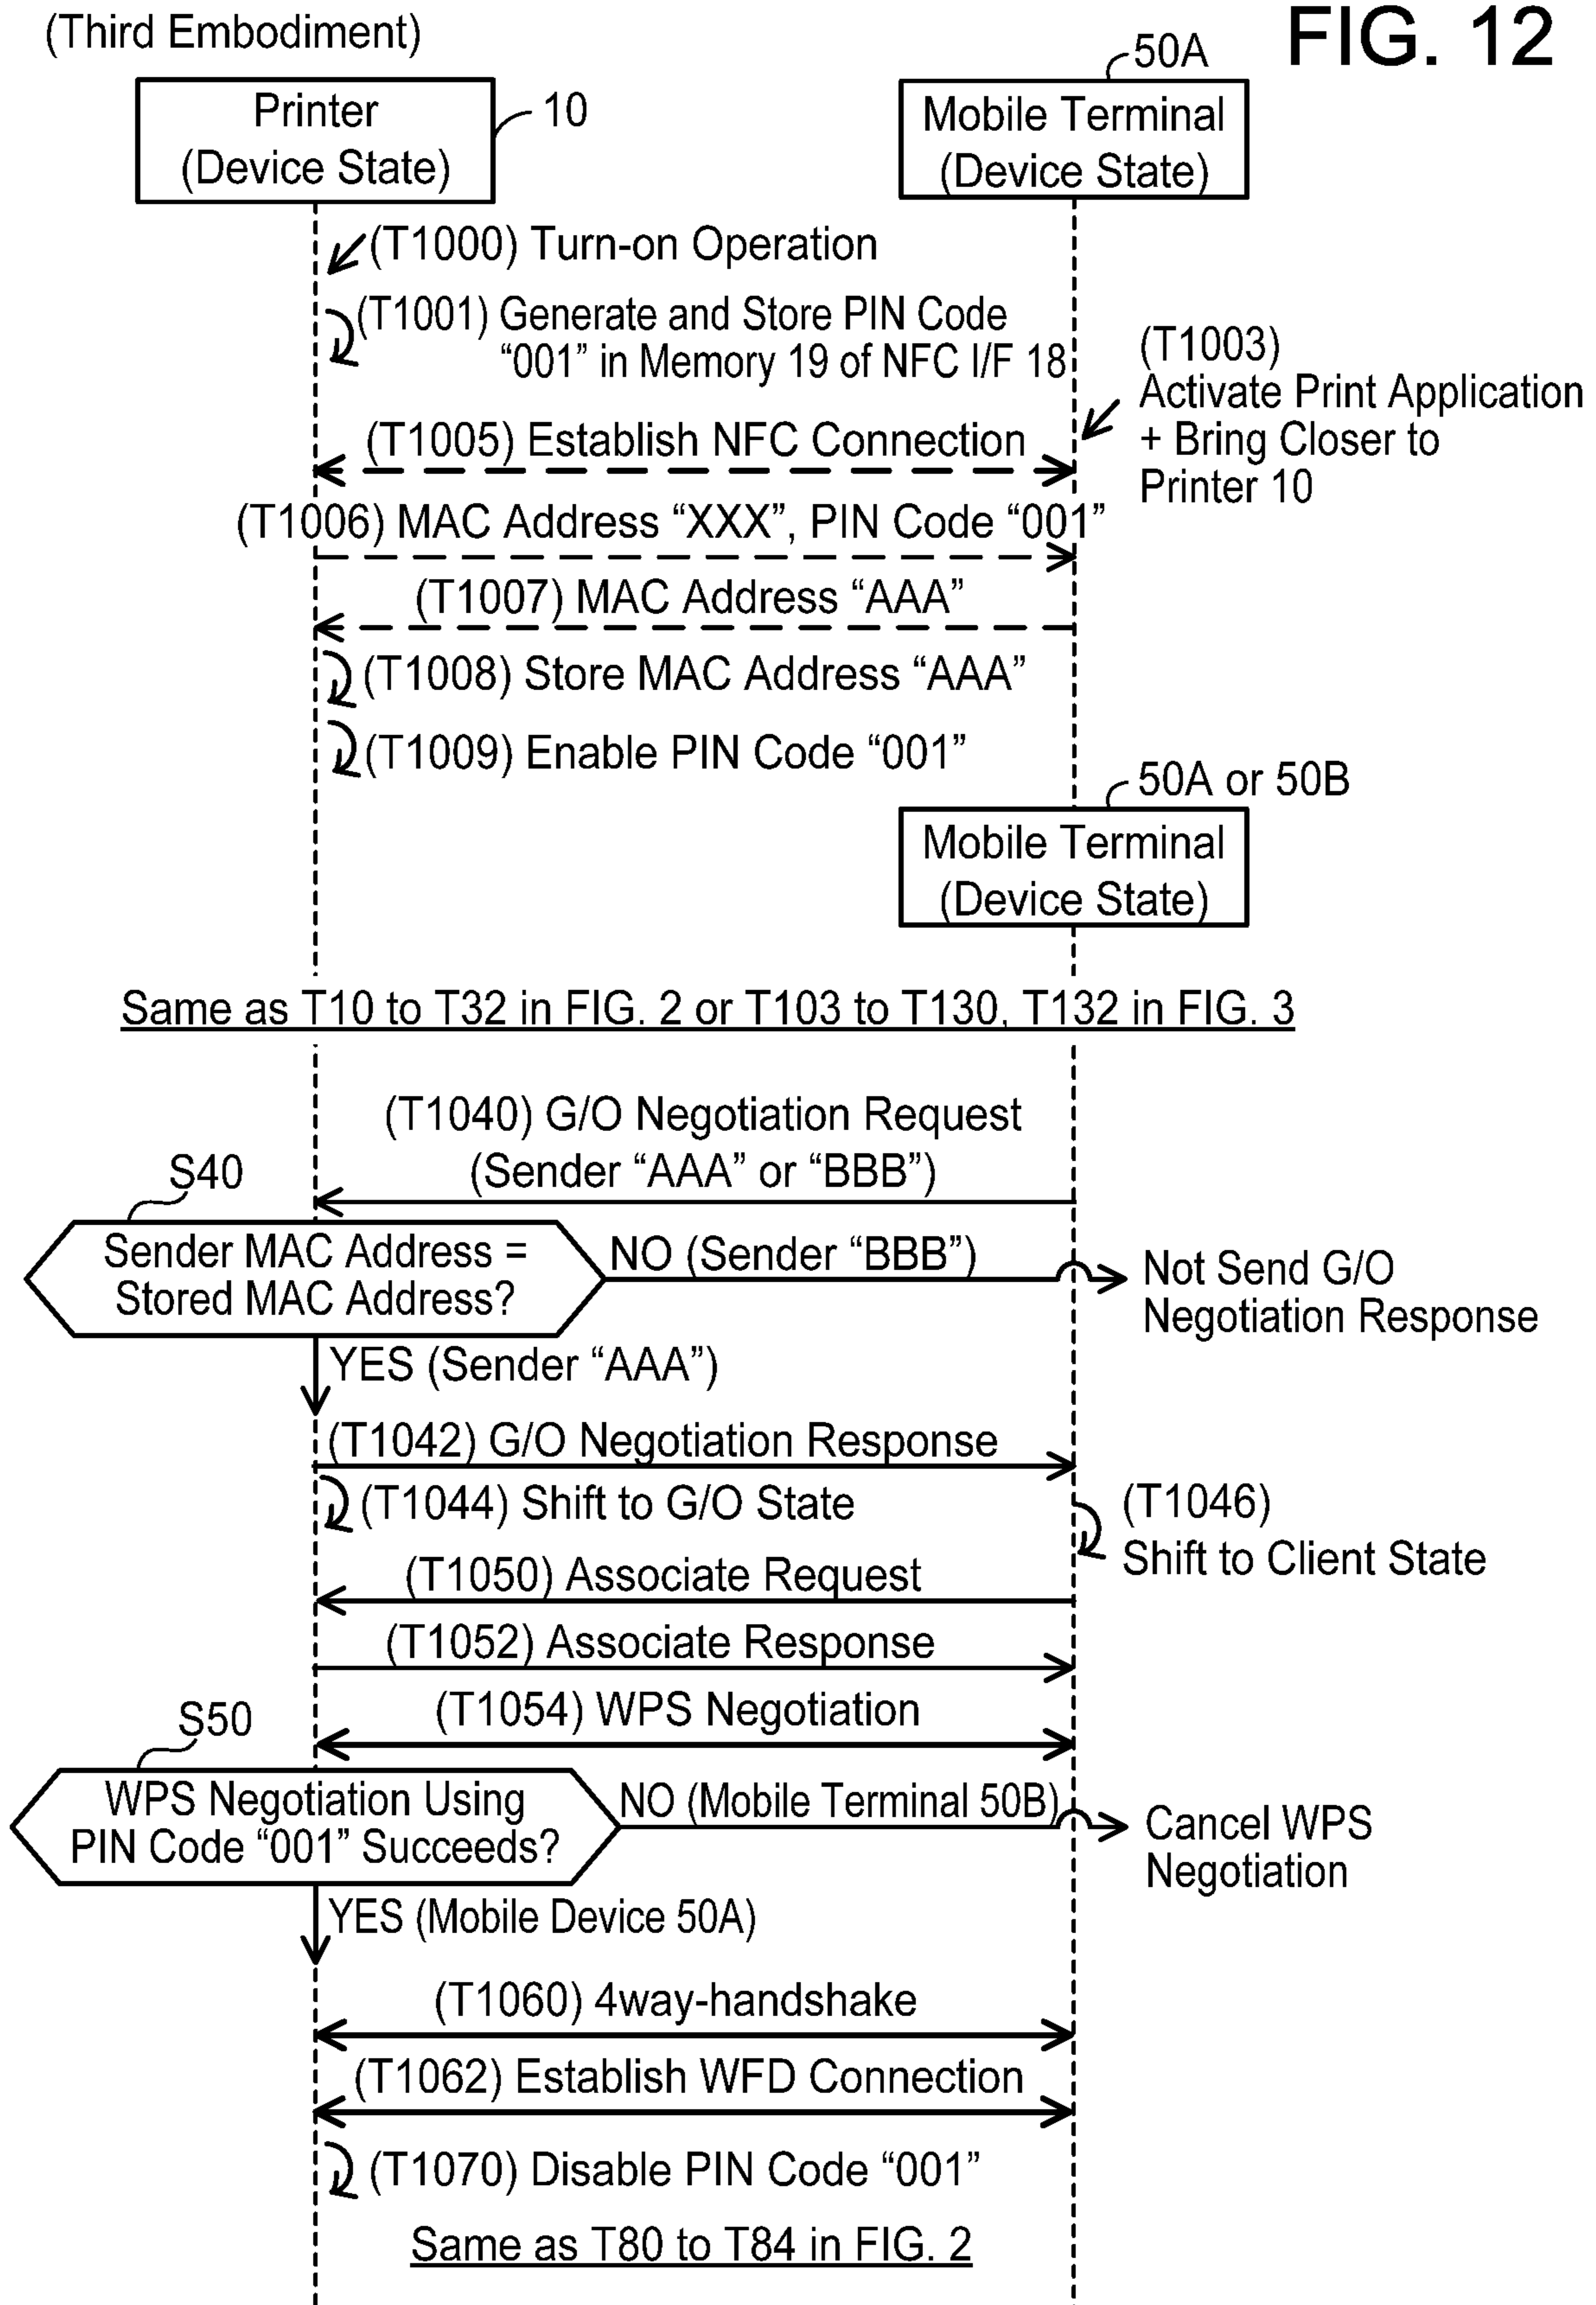 (Third Embodiment)
FIG. 12
50A
Printer
(Device State)
10
Mobile Terminal
(Device State)
(T1000) Turn-on Operation
(T1001) Generate and Store PIN Code
“001” in Memory 19 of NFC I/F 18
(T1003)
Activate Print Application
+ Bring Closer to
Printer 10
(T1005) Establish NFC Connection
(T1006) MAC Address “XXX”, PIN Code “001”
(T1007) MAC Address “AAA”
(T1008) Store MAC Address “AAA”
(T1009) Enable PIN Code “001”
50A or 50B
Mobile Terminal
(Device State)
Same as T10 to T32 in FIG. 2 or T103 to T130, T132 in FIG. 3
(T1040) G/O Negotiation Request
(Sender “AAA” or “BBB”)
S40
Sender MAC Address =
Stored MAC Address?
NO (Sender “BBB”)
Not Send G/O
Negotiation Response
YES (Sender “AAA”)
(T1042) G/O Negotiation Response
(T1044) Shift to G/O State
(T1046)
Shift to Client State
(T1050) Associate Request
(T1052) Associate Response
(T1054) WPS Negotiation
S50
WPS Negotiation Using
PIN Code “001” Succeeds?
NO (Mobile Terminal 50B)
Cancel WPS
Negotiation
YES (Mobile Device 50A)
(T1060) 4way-handshake
(T1062) Establish WFD Connection
(T1070) Disable PIN Code “001”
Same as T80 to T84 in FIG. 2